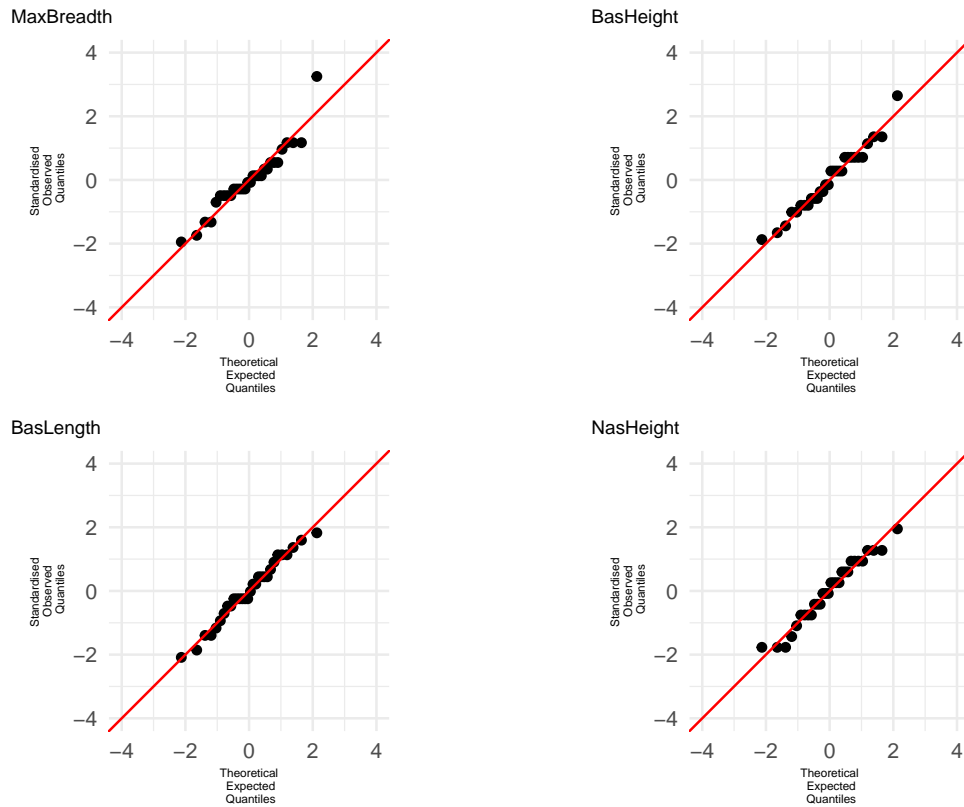 MaxBreadth
4
2
0
−2
−4
Standardised
Observed
Quantiles
−4 −2 0 2 4
Theoretical
Expected
Quantiles
BasHeight
4
2
0
−2
−4
Standardised
Observed
Quantiles
−4 −2 0 2 4
Theoretical
Expected
Quantiles
BasLength
4
2
0
−2
−4
Standardised
Observed
Quantiles
−4 −2 0 2 4
Theoretical
Expected
Quantiles
NasHeight
4
2
0
−2
−4
Standardised
Observed
Quantiles
−4 −2 0 2 4
Theoretical
Expected
Quantiles